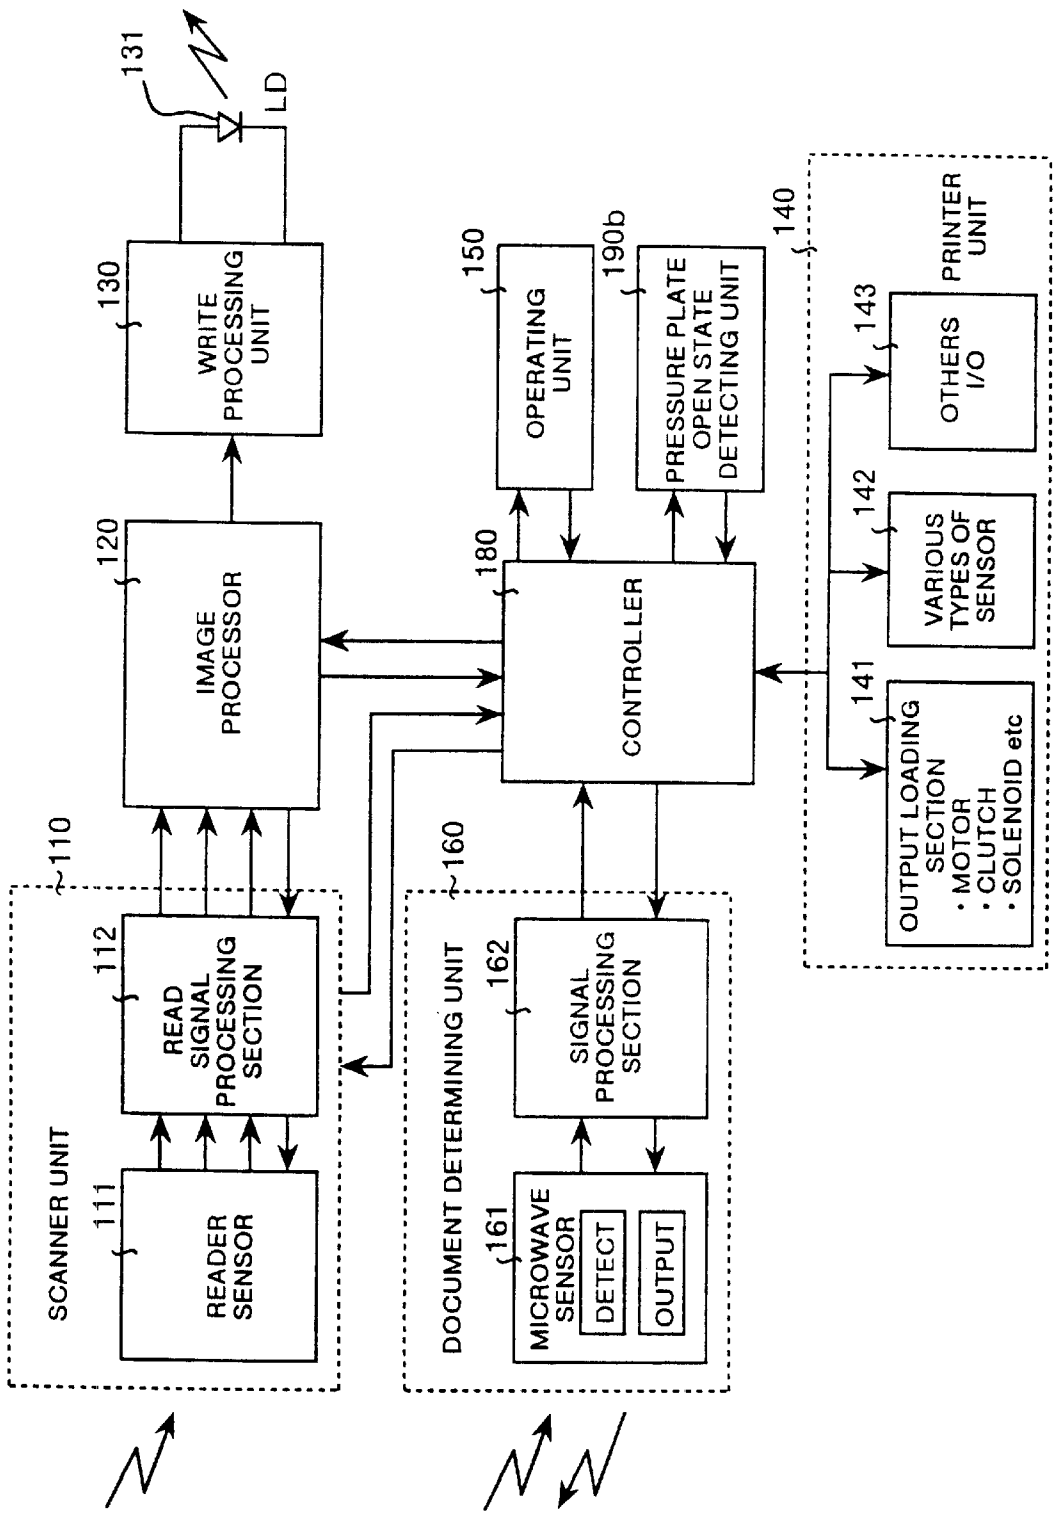 SCANNER UNIT
~110
111
READER
SENSOR
112
READ
SIGNAL
PROCESSING
SECTION
120
IMAGE
PROCESSOR
130
WRITE
PROCESSING
UNIT
131
LD
DOCUMENT DETERMINING UNIT
~160
161
MICROWAVE
SENSOR
DETECT
OUTPUT
162
SIGNAL
PROCESSING
SECTION
180
CONTROLLER
150
OPERATING
UNIT
190b
PRESSURE PLATE
OPEN STATE
DETECTING UNIT
140
PRINTER
UNIT
141
OUTPUT LOADING
SECTION
· MOTOR
· CLUTCH
· SOLENOID etc
142
VARIOUS
TYPES OF
SENSOR
143
OTHERS
I/O